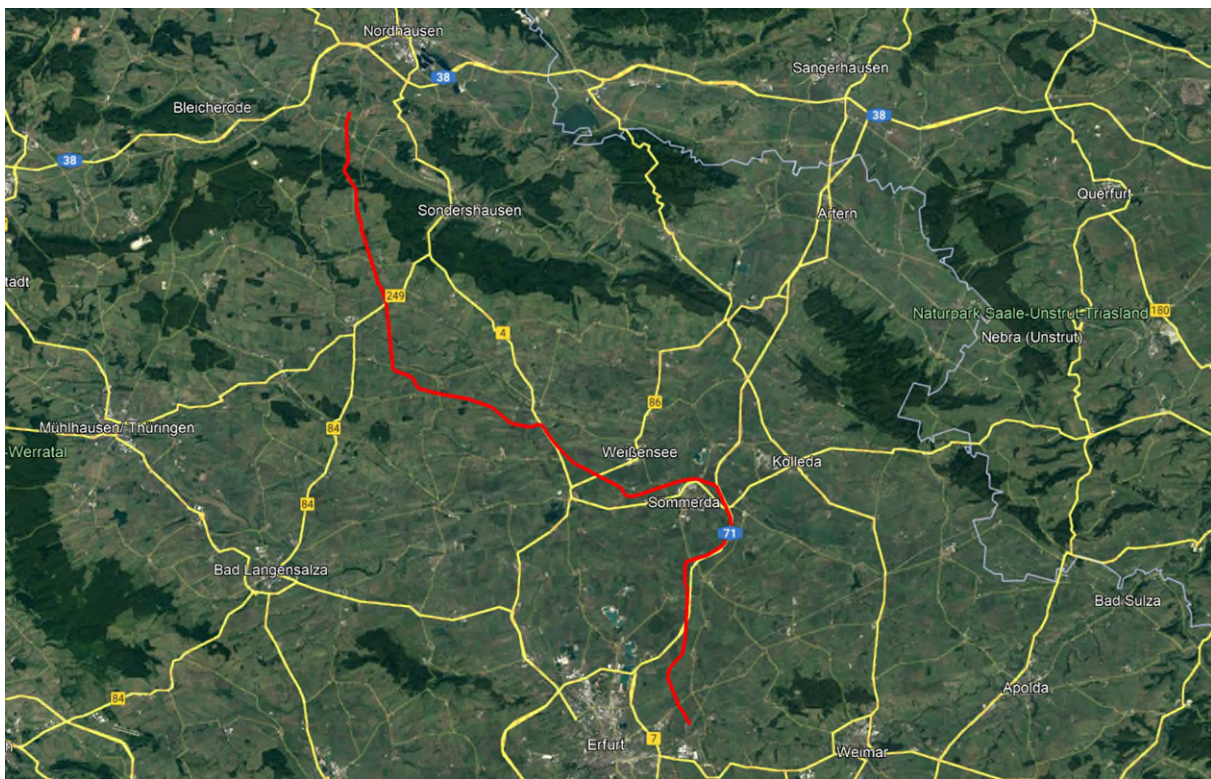 Nordhausen
38
Sangerhausen
Bleicherode
38
38
Querfurt
Sondershausen
Artern
tadt
249
Naturpark Saale-Unstrut-Triasland
180
4
Nebra (Unstrut)
86
Mühlhausen/Thüringen
84
-Werratal
Weißensee
Kölleda
Sömmerda
84
71
Bad Langensalza
Bad Sulza
84
Apolda
7
Erfurt
Weimar
h